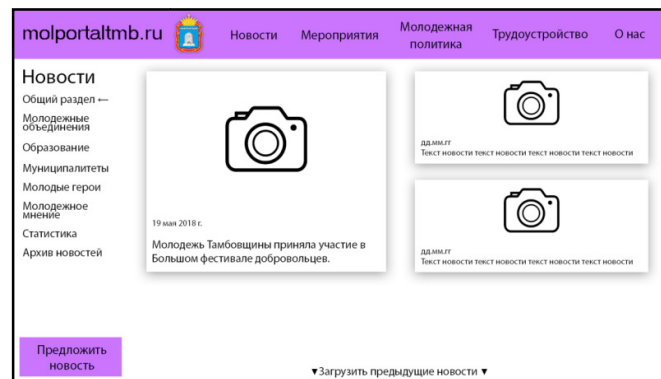 molportaltmb.ru
Новости
Мероприятия
Молодежная
политика
Трудоустройство
О нас
Новости
Общий раздел ←
Молодежные
объединения
Образование
Муниципалитеты
Молодые герои
Молодежное
мнение
Статистика
Архив новостей
Предложить
новость
19 мая 2018 г.
Молодежь Тамбовщины приняла участие в
Большом фестивале добровольцев.
дд.мм.гг
Текст новости текст новости текст новости текст новости
дд.мм.гг
Текст новости текст новости текст новости текст новости
▼Загрузить предыдущие новости ▼